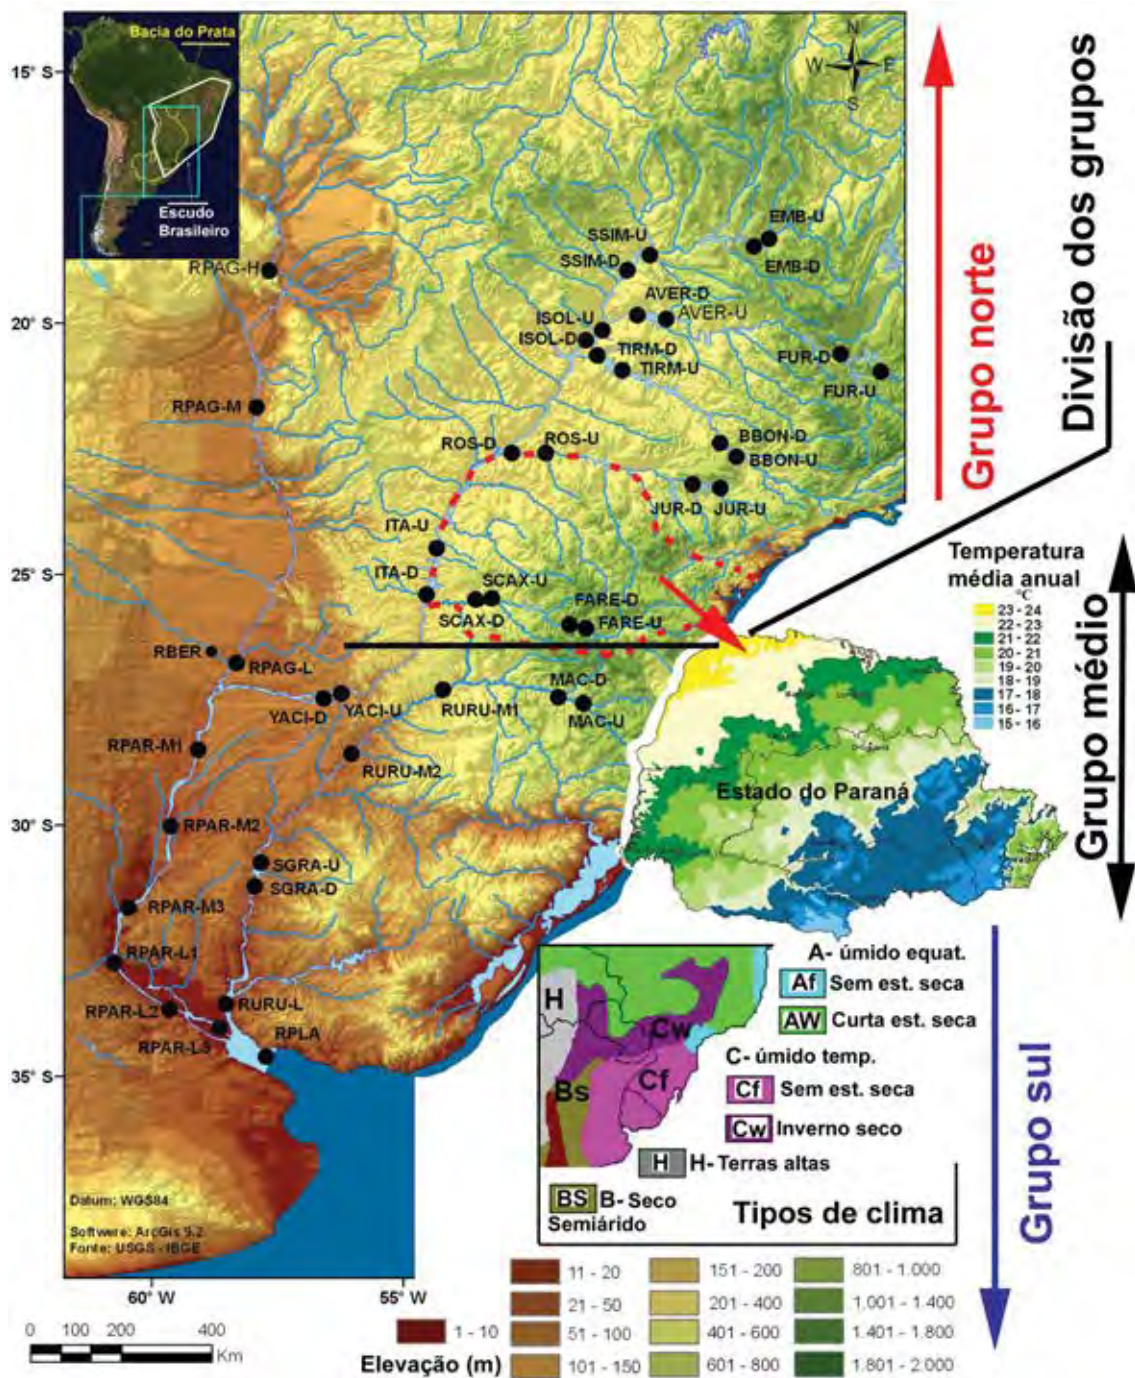 Bacia do Prata
Escudo
Brasileiro
N
W
E
S
15° S
20° S
25° S
30° S
35° S
60° W
55° W
EMB-U
EMB-D
SSIM-U
SSIM-D
RPAG-H
AVER-D
AVER-U
ISOL-U
ISOL-D
TIRM-D
TIRM-U
FUR-D
FUR-U
RPAG-M
ROS-D
ROS-U
BBON-D
BBON-U
JUR-D
JUR-U
ITA-U
ITA-D
SCAX-U
SCAX-D
FARE-D
FARE-U
RBER
RPAG-L
YACI-D
YACI-U
RURU-M1
MAC-D
MAC-U
RPAR-M1
RURU-M2
RPAR-M2
SGRA-U
SGRA-D
RPAR-M3
RPAR-L1
RPAR-L2
RURU-L
RPAR-L3
RPLA
Grupo norte
Divisão dos grupos
Grupo médio
Grupo sul
Temperatura
média anual
°C
23 - 24
22 - 23
21 - 22
20 - 21
19 - 20
18 - 19
17 - 18
16 - 17
15 - 16
Estado do Paraná
H
Cw
Cf
Bs
A- úmido equat.
Af Sem est. seca
AW Curta est. seca
C- úmido temp.
Cf Sem est. seca
Cw Inverno seco
H H- Terras altas
BS B- Seco
Semiárido
Tipos de clima
Datum: WGS84
Softwere: ArcGis 9.2
Fonte: USGS - IBGE
0 100 200 400
Km
Elevação (m)
1 - 10
11 - 20
21 - 50
51 - 100
101 - 150
151 - 200
201 - 400
401 - 600
601 - 800
801 - 1.000
1.001 - 1.400
1.401 - 1.800
1.801 - 2.000